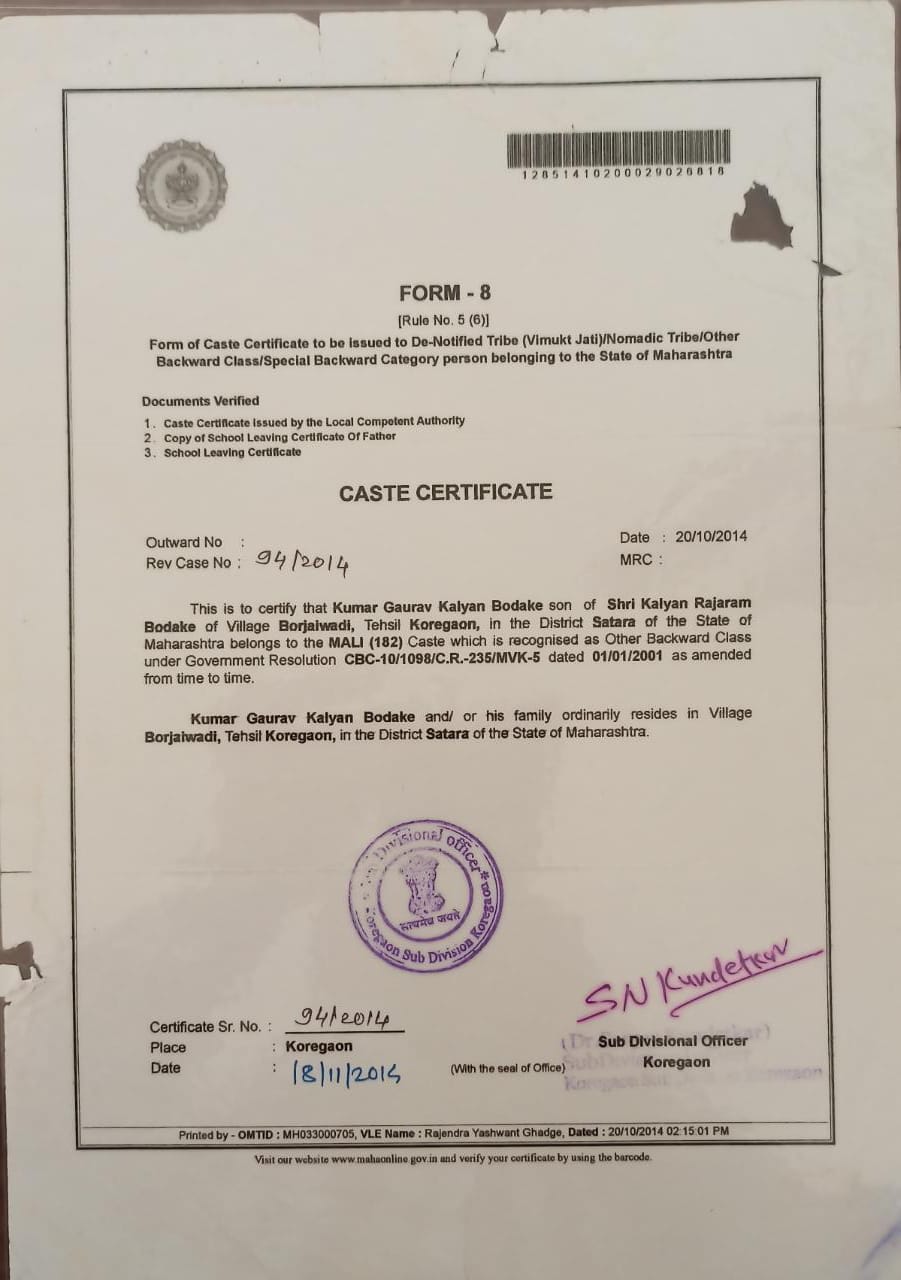 12851410200029026818
FORM - 8
[Rule No. 5 (6)]
Form of Caste Certificate to be issued to De-Notified Tribe (Vimukt Jati)/Nomadic Tribe/Other
Backward Class/Special Backward Category person belonging to the State of Maharashtra
Documents Verified
1. Caste Certificate issued by the Local Competent Authority
2. Copy of School Leaving Certificate Of Father
3. School Leaving Certificate
CASTE CERTIFICATE
Outward No :
Date : 20/10/2014
Rev Case No : 94/2014
MRC :
This is to certify that Kumar Gaurav Kalyan Bodake son of Shri Kalyan Rajaram
Bodake of Village Borjaiwadi, Tehsil Koregaon, in the District Satara of the State of
Maharashtra belongs to the MALI (182) Caste which is recognised as Other Backward Class
under Government Resolution CBC-10/1098/C.R.-235/MVK-5 dated 01/01/2001 as amended
from time to time.
Kumar Gaurav Kalyan Bodake and/ or his family ordinarily resides in Village
Borjaiwadi, Tehsil Koregaon, in the District Satara of the State of Maharashtra.
Divisional officer
सत्यमेव जयते
Koregaon Sub Division Koregaon
SN Kundetkar
Certificate Sr. No. : 94/2014
Sub Divisional Officer
Place : Koregaon
Koregaon
Date : 18/11/2014
(With the seal of Office)
Printed by - OMTID : MH033000705, VLE Name : Rajendra Yashwant Ghadge, Dated : 20/10/2014 02:15:01 PM
Visit our website www.mahaonline.gov.in and verify your certificate by using the barcode.